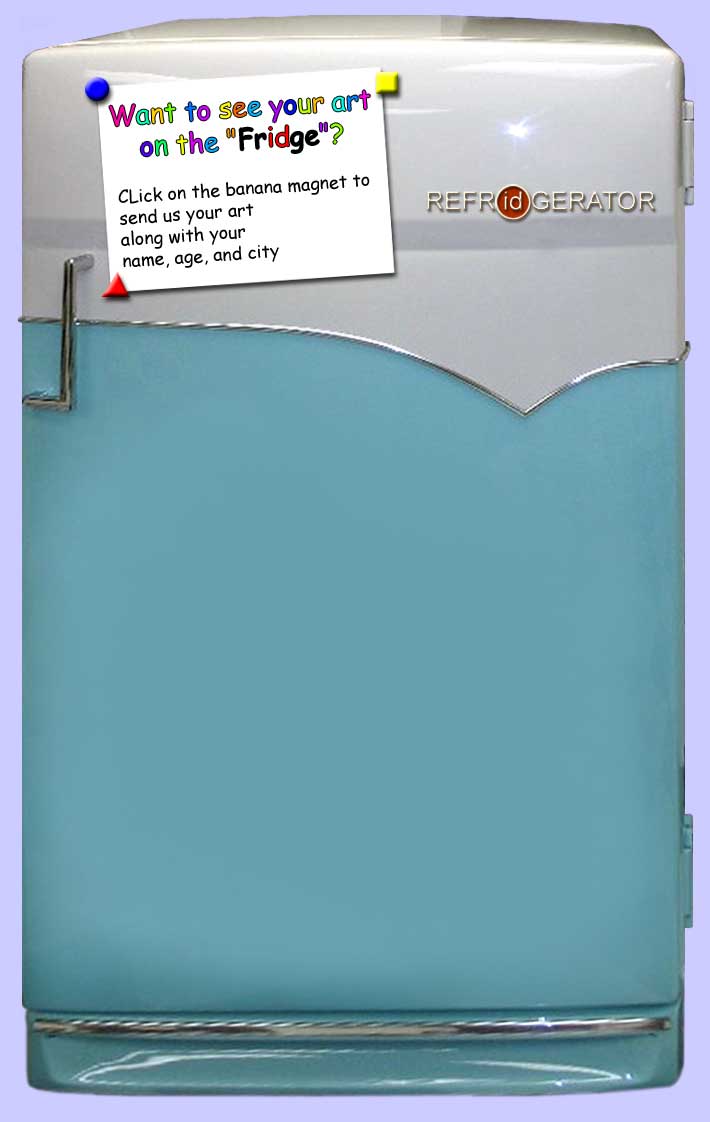 Want to see your art
on the "Fridge"?
CLick on the banana magnet to
send us your art
along with your
name, age, and city
REFRidGERATOR